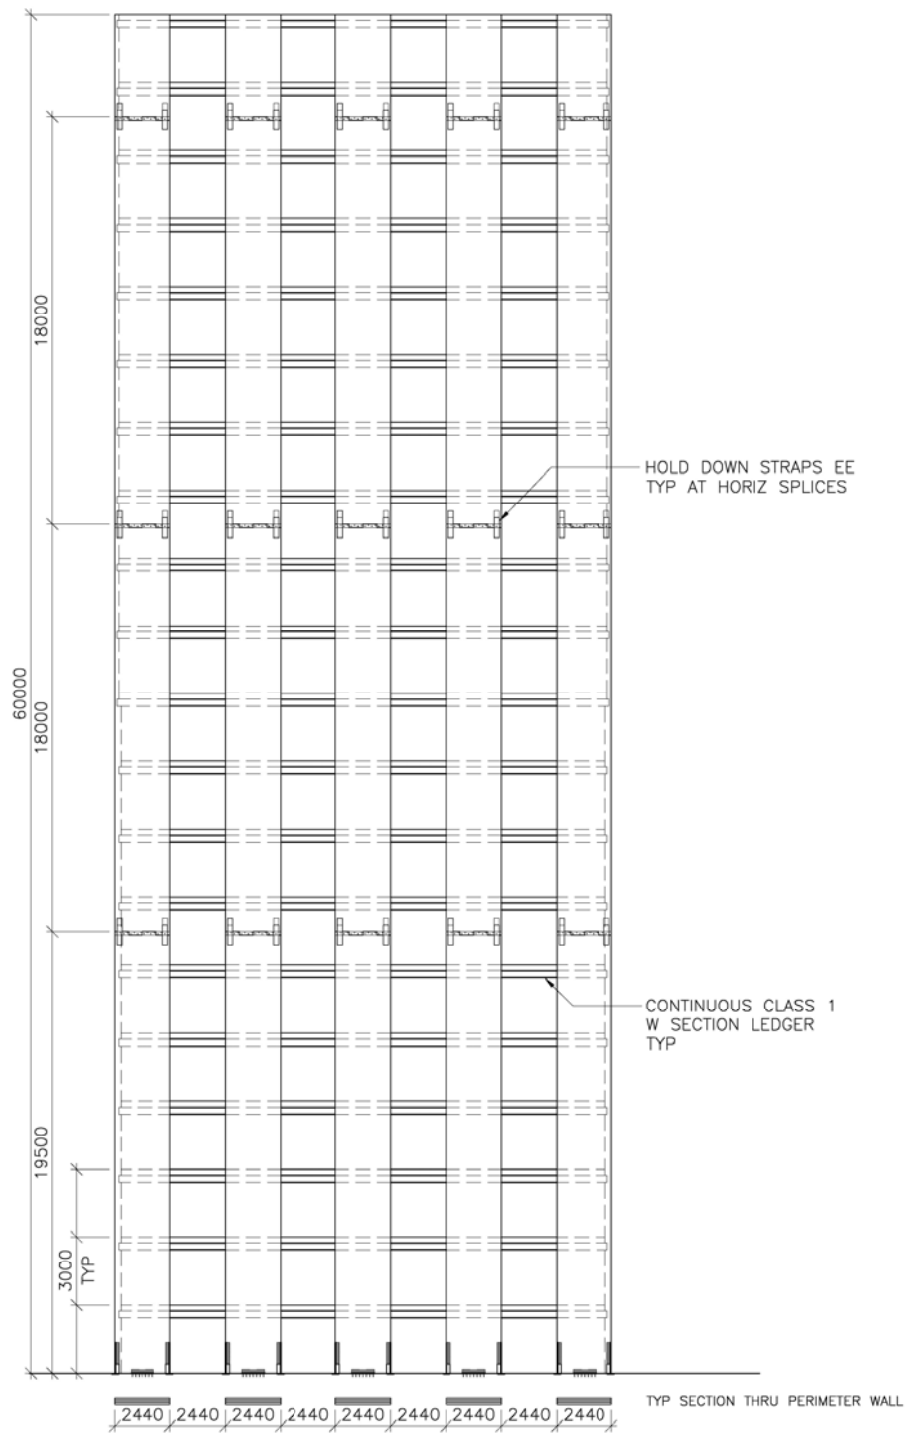 18000
HOLD DOWN STRAPS EE
TYP AT HORIZ SPLICES
60000
18000
CONTINUOUS CLASS 1
W SECTION LEDGER
TYP
19500
3000
TYP
TYP SECTION THRU PERIMETER WALL
2440 2440 2440 2440 2440 2440 2440 2440 2440